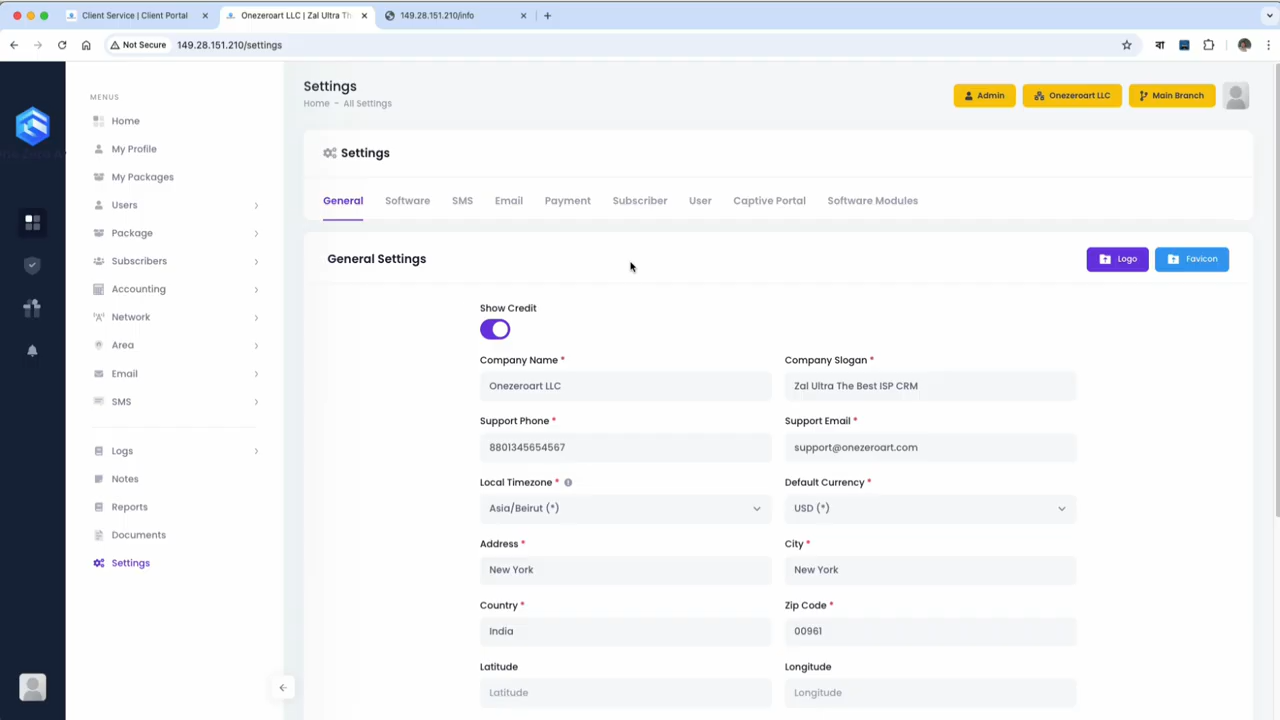 Client Service | Client Portal
Onezeroart LLC | Zal Ultra Th
149.28.151.210/info
Not Secure
149.28.151.210/settings
বা
MENUS
Home
My Profile
My Packages
Users
Package
Subscribers
Accounting
Network
Area
Email
SMS
Logs
Notes
Reports
Documents
Settings
Settings
Home - All Settings
Admin
Onezeroart LLC
Main Branch
Settings
General Software SMS Email Payment Subscriber User Captive Portal Software Modules
General Settings
Logo
Favicon
Show Credit
Company Name * Company Slogan *
Onezeroart LLC Zal Ultra The Best ISP CRM
Support Phone * Support Email *
8801345654567 support@onezeroart.com
Local Timezone * Default Currency *
Asia/Beirut (*) USD (*)
Address * City *
New York New York
Country * Zip Code *
India 00961
Latitude Longitude
Latitude Longitude